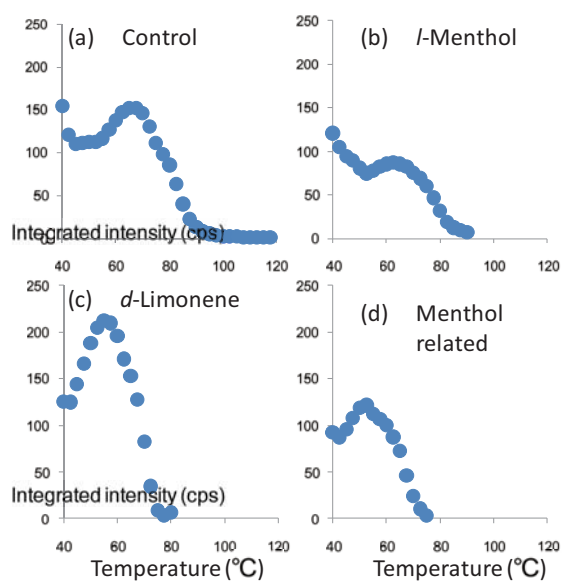 (a) Control
250
200
150
100
50
0
Integrated intensity (cps)
40 60 80 100 120
(b) l-Menthol
250
200
150
100
50
0
40 60 80 100 120
(c) d-Limonene
250
200
150
100
50
0
Integrated intensity (cps)
40 60 80 100 120
Temperature (℃)
(d) Menthol
related
250
200
150
100
50
0
40 60 80 100 120
Temperature (℃)